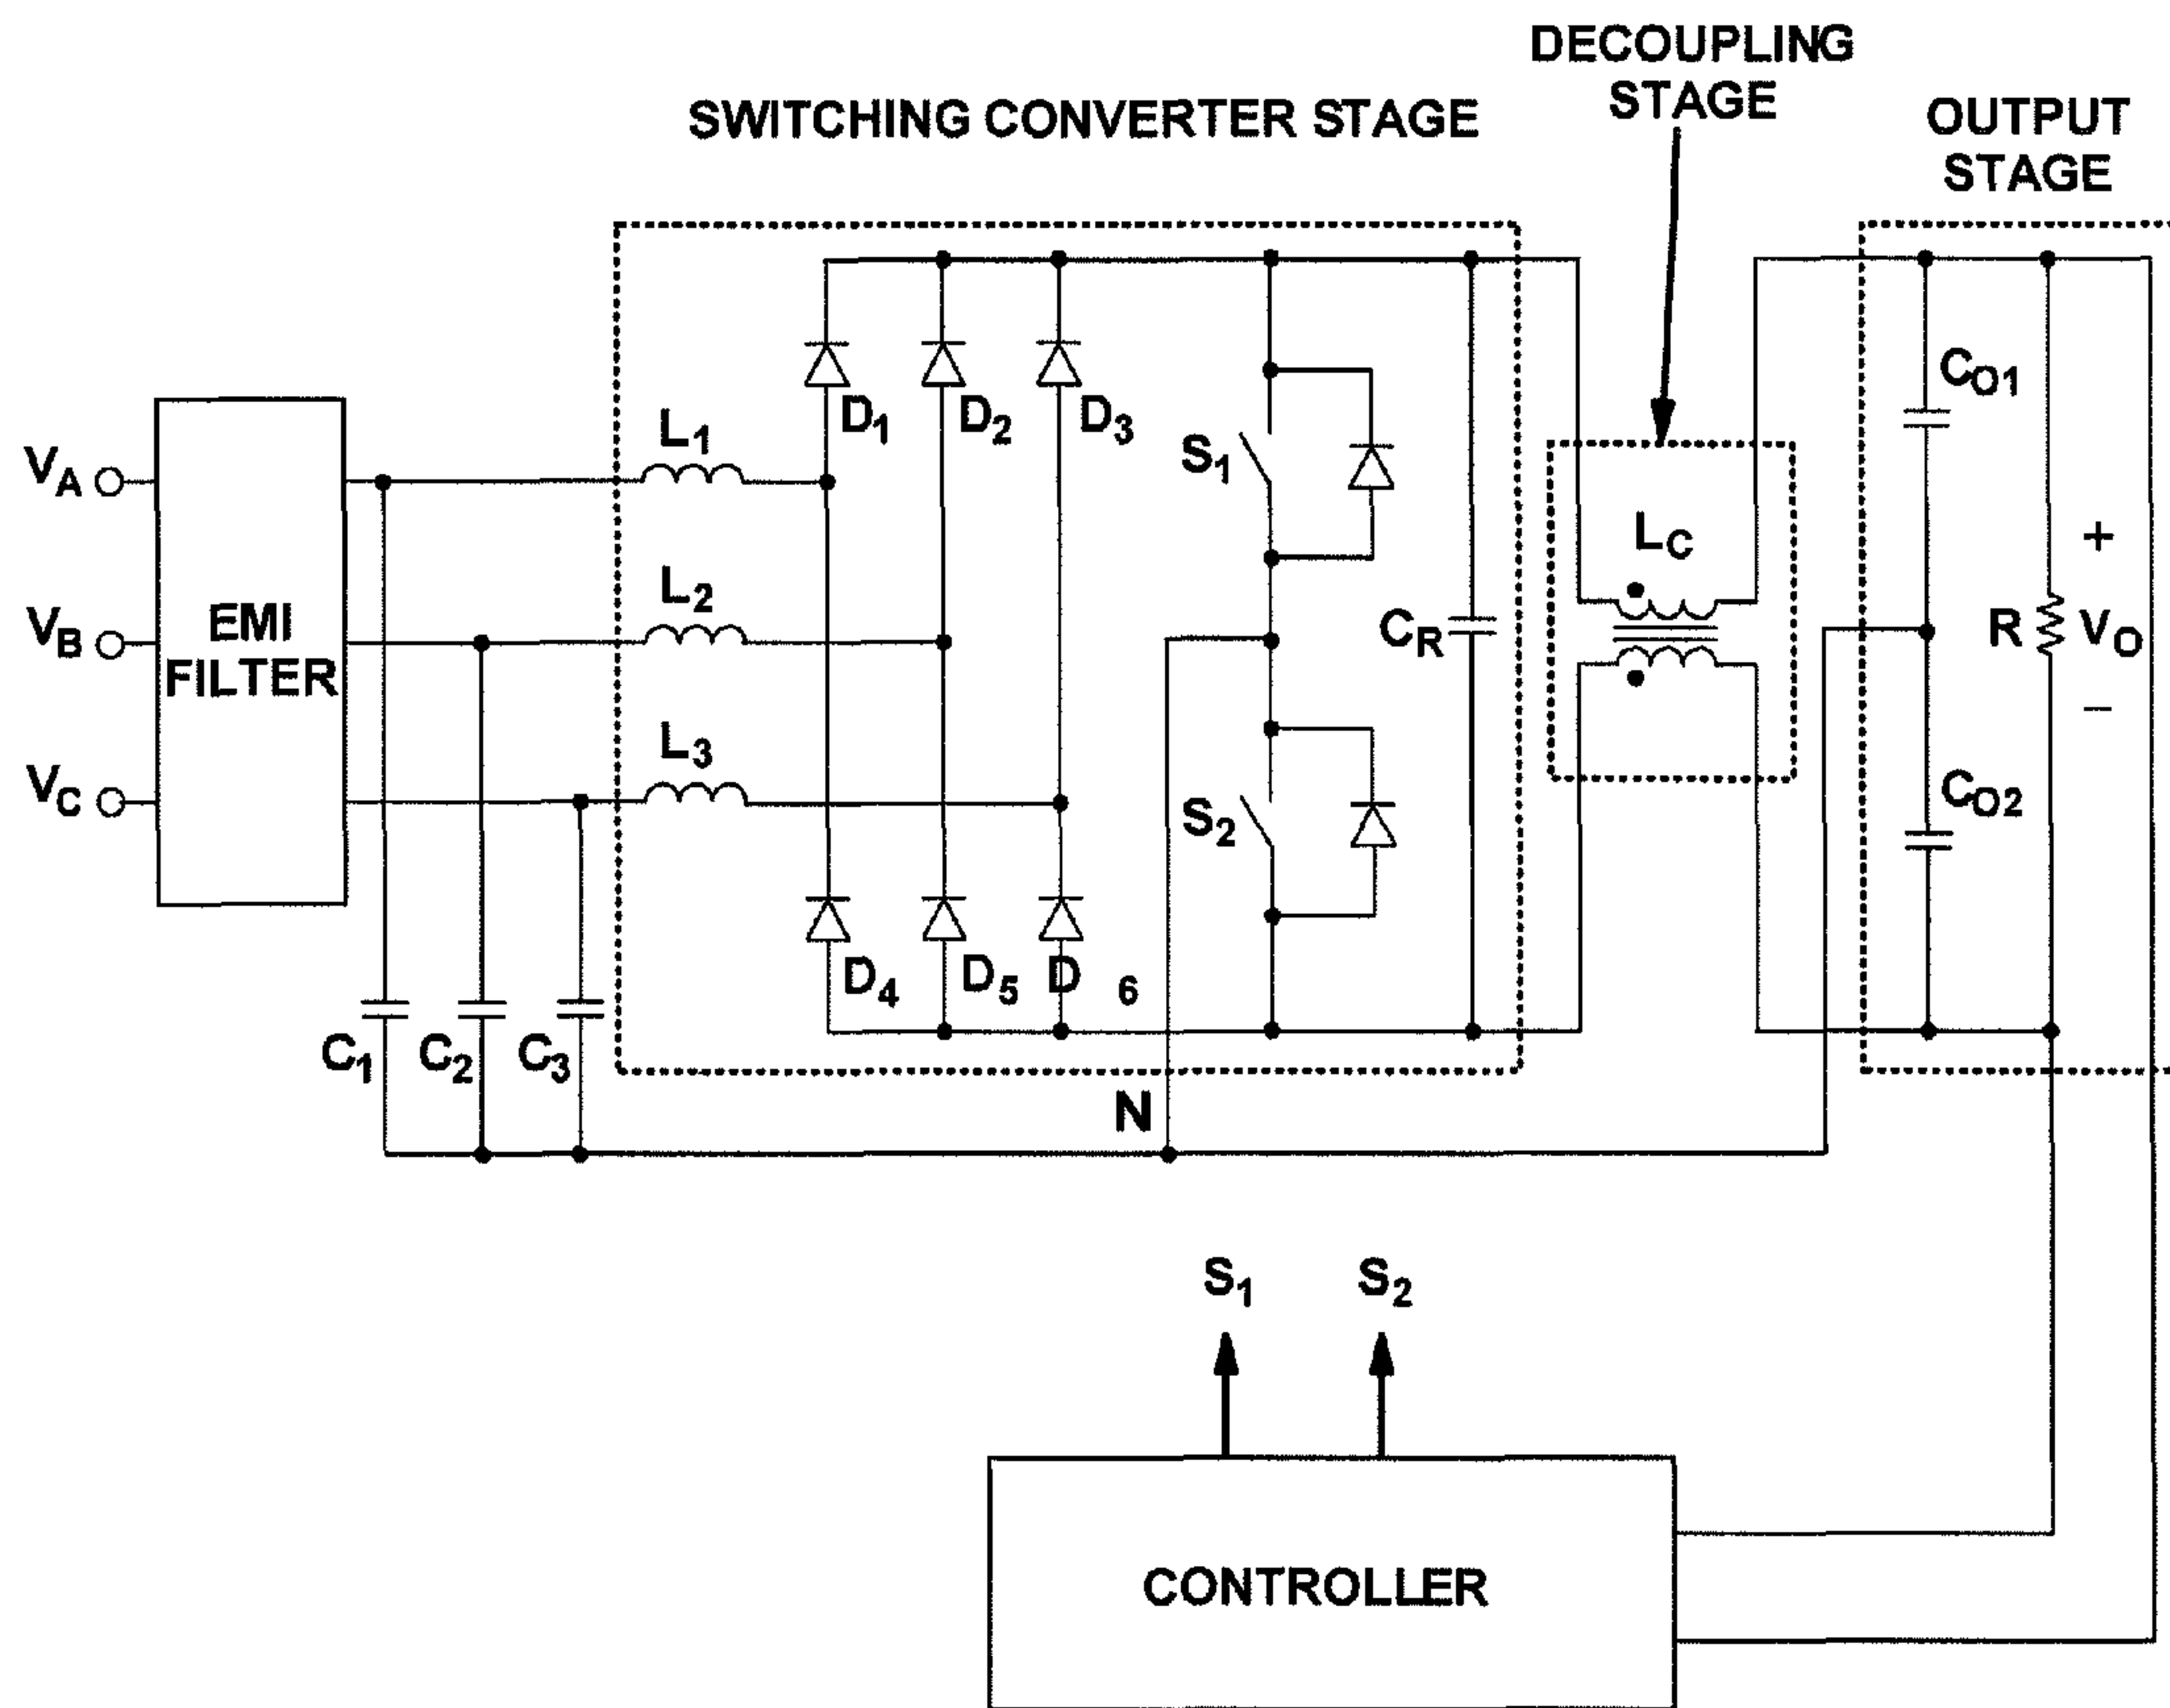 DECOUPLING
STAGE
SWITCHING CONVERTER STAGE
OUTPUT
STAGE
VA
VB
VC
EMI
FILTER
L1
L2
L3
D1
D2
D3
D4
D5
D 6
S1
S2
CR
LC
CO1
CO2
R
+
VO
−
C1
C2
C3
N
S1
S2
CONTROLLER